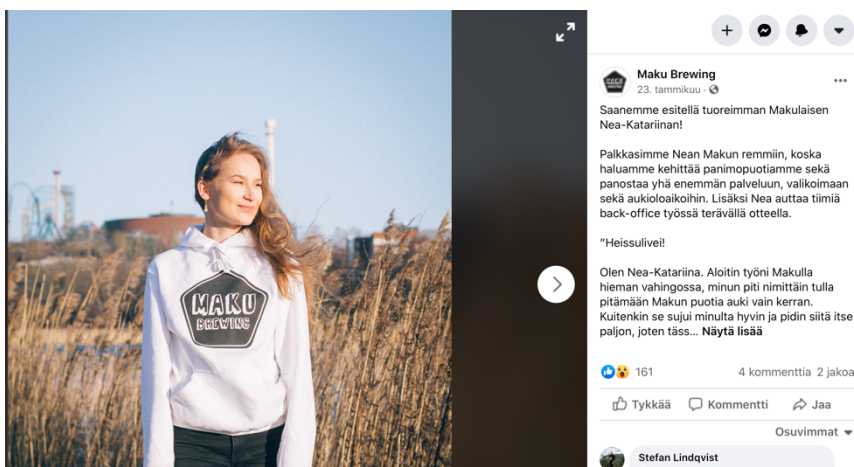 MAKU
BREWING
Maku Brewing
23. tammikuu ·
Saanemme esitellä tuoreimman Makulaisen
Nea-Katariinan!
Palkkasimme Nean Makun remmiin, koska
haluamme kehittää panimopuotiamme sekä
panostaa yhä enemmän palveluun, valikoimaan
sekä aukioloaikoihin. Lisäksi Nea auttaa tiimiä
back-office työssä terävällä otteella.
"Heissulivei!
Olen Nea-Katariina. Aloitin työni Makulla
hieman vahingossa, minun piti nimittäin tulla
pitämään Makun puotia auki vain kerran.
Kuitenkin se sujui minulta hyvin ja pidin siitä itse
paljon, joten täss... Näytä lisää
161 4 kommenttia 2 jakoa
Tykkää Kommentti Jaa
Osuvimmat
Stefan Lindqvist